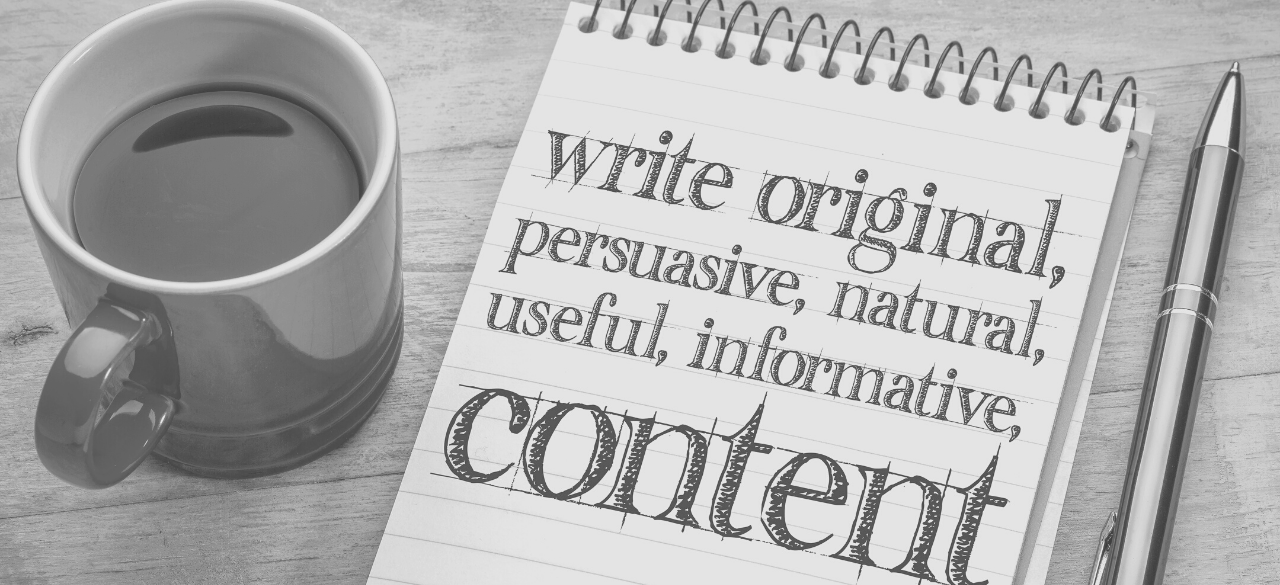 write original,
persuasive, natural,
useful, informative,
content